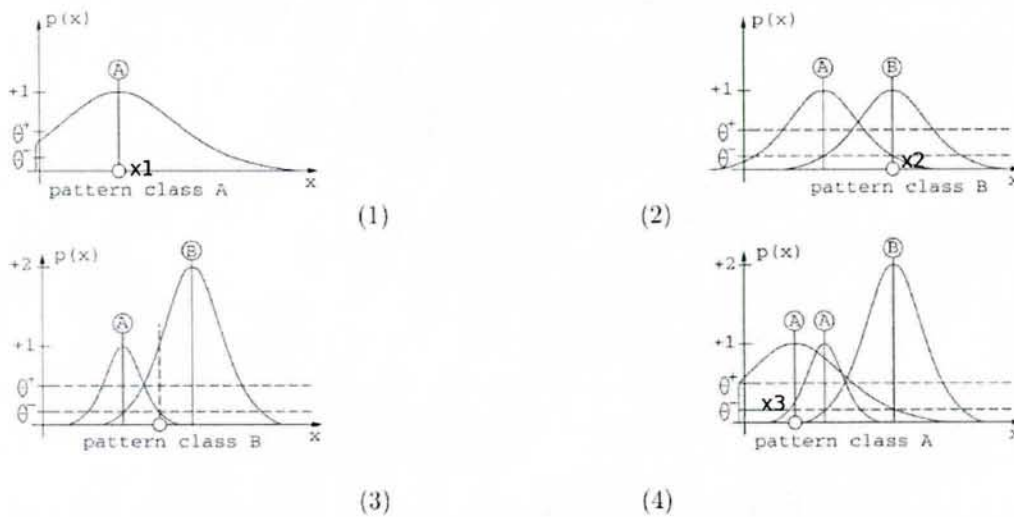 p(x)
A
+1
θ+
θ-
x1
x
pattern class A
(1)
p(x)
A B
+1
θ+
θ-
x2
x
pattern class B
(2)
+2 p(x)
B
A
+1
θ+
θ-
x
pattern class B
(3)
+2 p(x)
B
A A
+1
θ+
θ-
x3
x
pattern class A
(4)